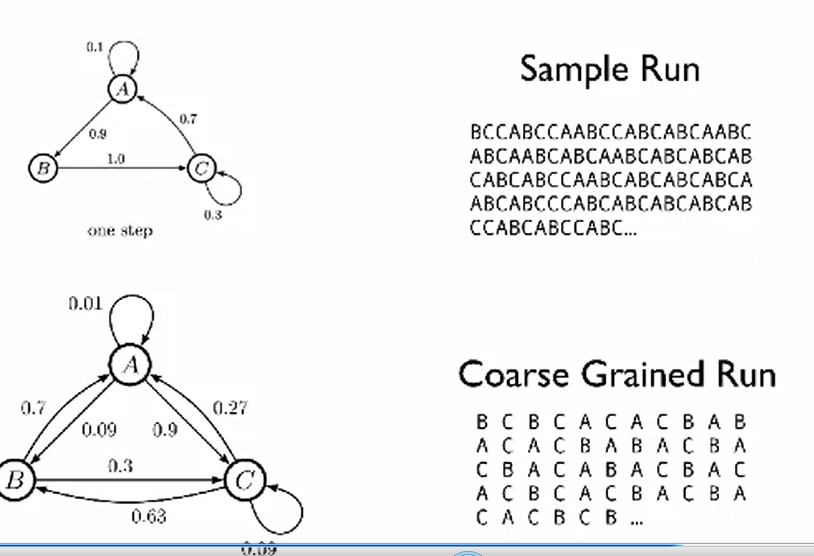 0.1
A
0.9
0.7
B
1.0
C
0.3
one step
Sample Run
BCCABCCAABCCABCABCAABC
ABCAABCABCAABCABCABCAB
CABCABCCAABCABCABCABCA
ABCABCCCABCABCABCABCAB
CCABCABCCABC...
0.01
A
0.7
0.27
0.09
0.9
B
0.3
C
0.63
0.09
Coarse Grained Run
B C B C A C A C B A B
A C A C B A B A C B A
C B A C A B A C B A C
A C B C A C B A C B A
C A C B C B ...